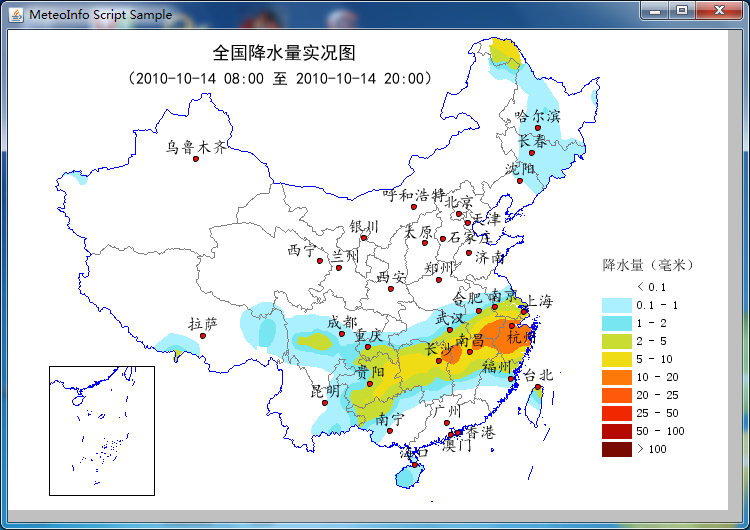 MeteoInfo Script Sample
全国降水量实况图
（2010-10-14 08:00 至 2010-10-14 20:00）
哈尔滨
长春
乌鲁木齐
沈阳
呼和浩特
北京
天津
银川
太原
石家庄
西宁
兰州
济南
郑州
西安
降水量（毫米）
< 0.1
合肥
南京
上海
0.1 - 1
武汉
拉萨
成都
1 - 2
重庆
杭州
南昌
2 - 5
长沙
5 - 10
福州
贵阳
台北
10 - 20
昆明
20 - 25
广州
25 - 50
南宁
香港
50 - 100
澳门
海口
> 100